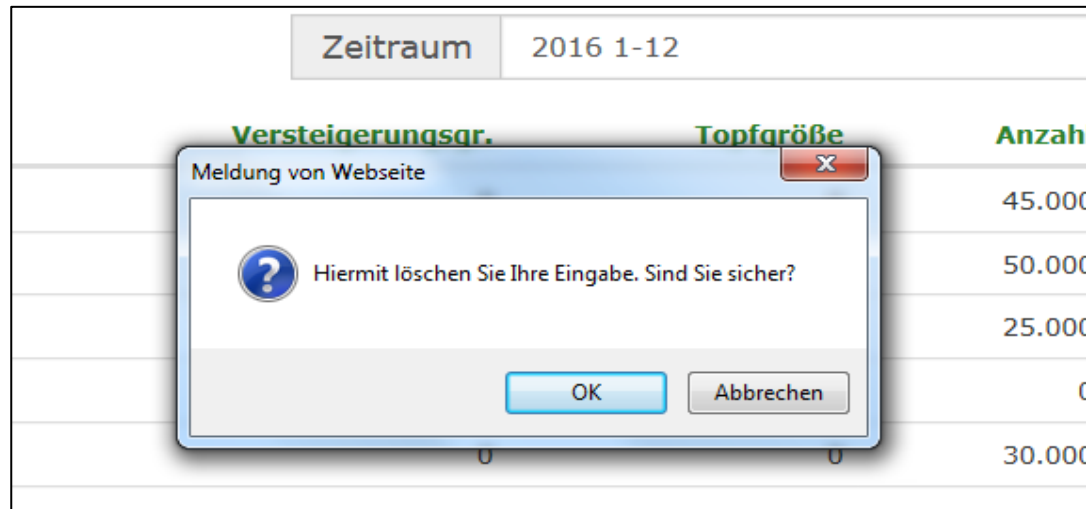 Zeitraum 2016 1-12
Versteigerungsgr. Topfgröße Anzah
Meldung von Webseite
45.000
Hiermit löschen Sie Ihre Eingabe. Sind Sie sicher?
50.000
25.000
OK Abbrechen
0
0 0 30.000